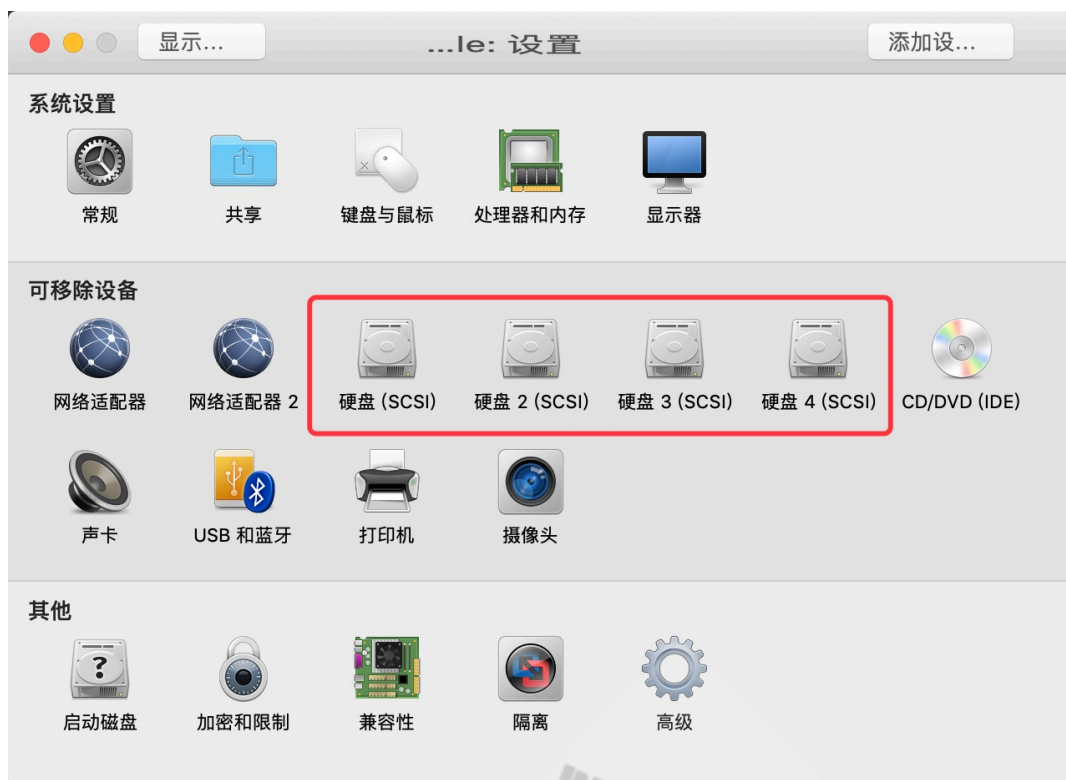 显示...
...le: 设置
添加设...
系统设置
常规
共享
键盘与鼠标
处理器和内存
显示器
可移除设备
网络适配器
网络适配器 2
硬盘 (SCSI)
硬盘 2 (SCSI)
硬盘 3 (SCSI)
硬盘 4 (SCSI)
CD/DVD (IDE)
声卡
USB 和蓝牙
打印机
摄像头
其他
启动磁盘
加密和限制
兼容性
隔离
高级